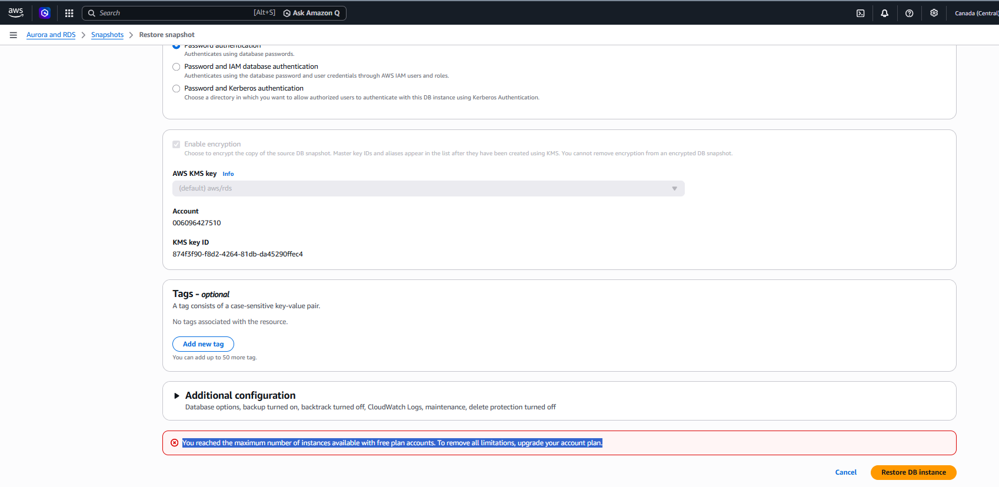 aws
Search
[Alt+S]
Ask Amazon Q
Canada (Central)
Aurora and RDS
Snapshots
Restore snapshot
Password authentication
Authenticates using database passwords.
Password and IAM database authentication
Authenticates using the database password and user credentials through AWS IAM users and roles.
Password and Kerberos authentication
Choose a directory in which you want to allow authorized users to authenticate with this DB instance using Kerberos Authentication.
Enable encryption
Choose to encrypt the copy of the source DB snapshot. Master key IDs and aliases appear in the list after they have been created using KMS. You cannot remove encryption from an encrypted DB snapshot.
AWS KMS key Info
(default) aws/rds
Account
006096427510
KMS key ID
874f3f90-f8d2-4264-81db-da45290ffec4
Tags - optional
A tag consists of a case-sensitive key-value pair.
No tags associated with the resource.
Add new tag
You can add up to 50 more tag.
Additional configuration
Database options, backup turned on, backtrack turned off, CloudWatch Logs, maintenance, delete protection turned off
You reached the maximum number of instances available with free plan accounts. To remove all limitations, upgrade your account plan.
Cancel
Restore DB instance